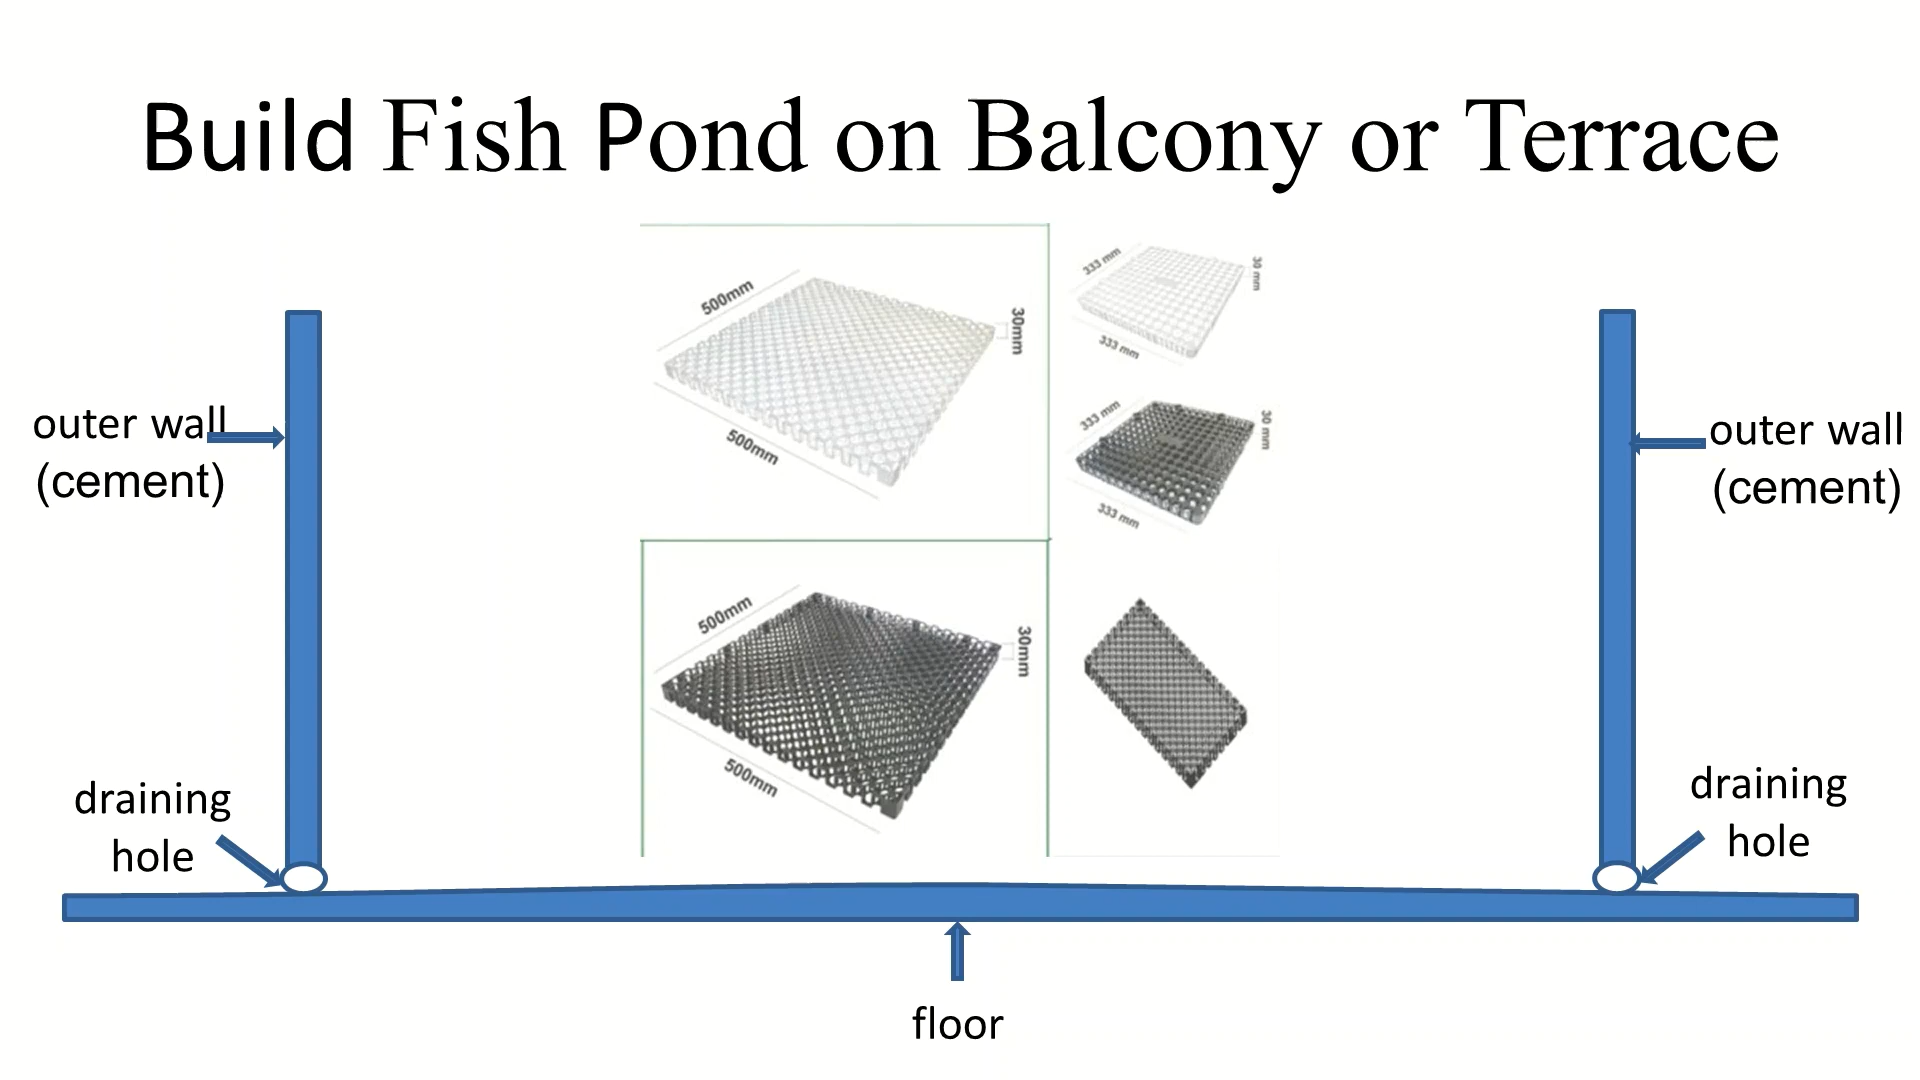 Build Fish Pond on Balcony or Terrace
500mm
30mm
500mm
333 mm
30 mm
333 mm
333 mm
30 mm
333 mm
outer wall
(cement)
outer wall
(cement)
500mm
30mm
500mm
draining
hole
draining
hole
floor